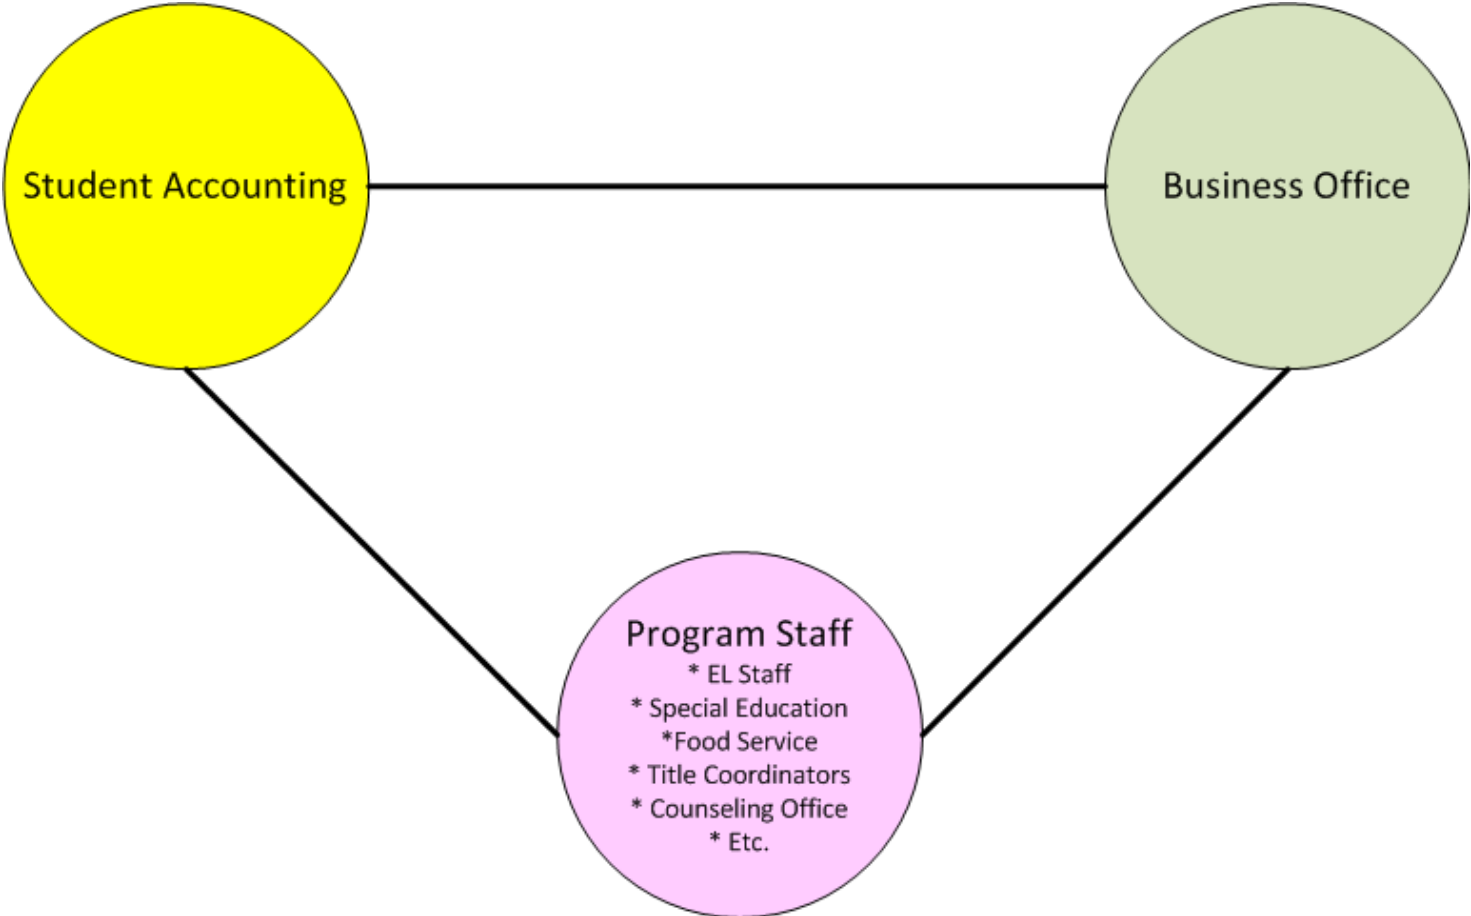 Student Accounting
Business Office
Program Staff
* EL Staff
* Special Education
*Food Service
* Title Coordinators
* Counseling Office
* Etc.